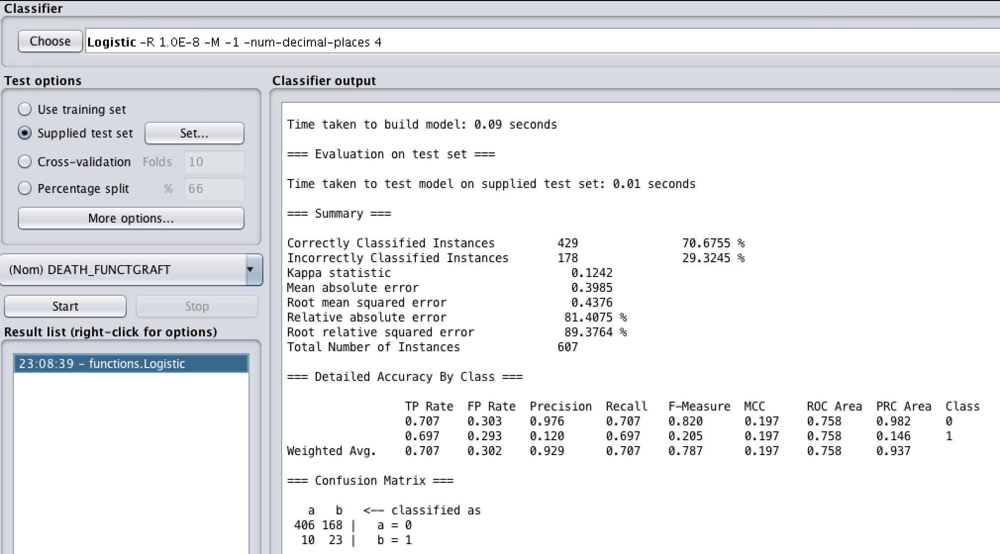 Classifier
Choose Logistic -R 1.0E-8 -M -1 -num-decimal-places 4
Test options
Use training set
Supplied test set Set...
Cross-validation Folds 10
Percentage split % 66
More options...
(Nom) DEATH_FUNCTGRAFT
Start Stop
Result list (right-click for options)
23:08:39 - functions.Logistic
Classifier output
Time taken to build model: 0.09 seconds
=== Evaluation on test set ===
Time taken to test model on supplied test set: 0.01 seconds
=== Summary ===
Correctly Classified Instances 429 70.6755 %
Incorrectly Classified Instances 178 29.3245 %
Kappa statistic 0.1242
Mean absolute error 0.3985
Root mean squared error 0.4376
Relative absolute error 81.4075 %
Root relative squared error 89.3764 %
Total Number of Instances 607
=== Detailed Accuracy By Class ===
TP Rate FP Rate Precision Recall F-Measure MCC ROC Area PRC Area Class
0.707 0.303 0.976 0.707 0.820 0.197 0.758 0.982 0
0.697 0.293 0.120 0.697 0.205 0.197 0.758 0.146 1
Weighted Avg. 0.707 0.302 0.929 0.707 0.787 0.197 0.758 0.937
=== Confusion Matrix ===
a b <-- classified as
406 168 | a = 0
10 23 | b = 1